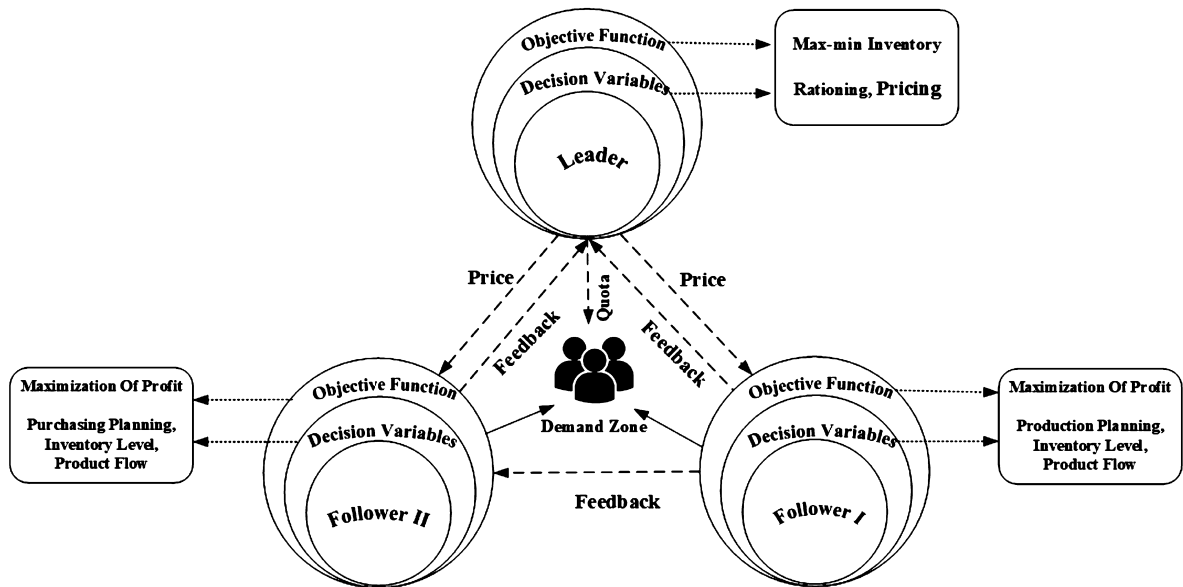 Objective Function
Decision Variables
Leader
Max-min Inventory
Rationing, Pricing
Price
Feedback
Quota
Feedback
Price
Demand Zone
Maximization Of Profit
Purchasing Planning,
Inventory Level,
Product Flow
Objective Function
Decision Variables
Follower II
Feedback
Objective Function
Decision Variables
Follower I
Maximization Of Profit
Production Planning,
Inventory Level,
Product Flow